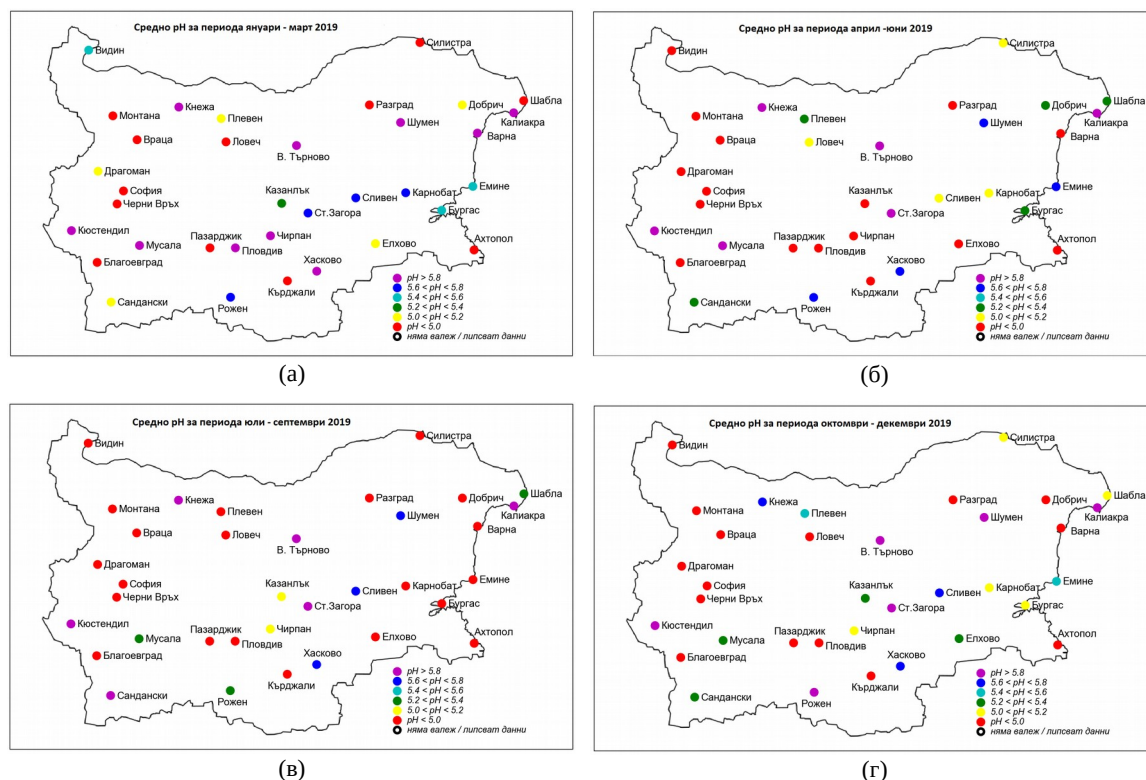 Средно pH за периода януари - март 2019
Видин
Силистра
Кнежа
Монтана
Плевен
Разград
Добрич
Шабла
Калиакра
Шумен
Варна
Враца
Ловеч
В. Търново
Драгоман
София
Черни Връх
Казанлък
Сливен
Карнобат
Емине
Ст.Загора
Бургас
Кюстендил
Мусала
Пазарджик
Пловдив
Чирпан
Елхово
Ахтопол
Благоевград
Хасково
Кърджали
Сандански
Рожен
pH > 5.8
5.6 < pH < 5.8
5.4 < pH < 5.6
5.2 < pH < 5.4
5.0 < pH < 5.2
pH < 5.0
няма валеж / липсват данни
(а)
Средно pH за периода април -юни 2019
Видин
Силистра
Кнежа
Монтана
Плевен
Разград
Добрич
Шабла
Калиакра
Шумен
Варна
Враца
Ловеч
В. Търново
Драгоман
София
Черни Връх
Казанлък
Сливен
Карнобат
Емине
Ст.Загора
Бургас
Кюстендил
Мусала
Пазарджик
Пловдив
Чирпан
Елхово
Ахтопол
Благоевград
Хасково
Кърджали
Сандански
Рожен
pH > 5.8
5.6 < pH < 5.8
5.4 < pH < 5.6
5.2 < pH < 5.4
5.0 < pH < 5.2
pH < 5.0
няма валеж / липсват данни
(б)
Средно pH за периода юли - септември 2019
Видин
Силистра
Кнежа
Монтана
Плевен
Разград
Добрич
Шабла
Калиакра
Шумен
Варна
Враца
Ловеч
В. Търново
Драгоман
София
Черни Връх
Казанлък
Сливен
Карнобат
Емине
Ст.Загора
Бургас
Кюстендил
Мусала
Пазарджик
Пловдив
Чирпан
Елхово
Ахтопол
Благоевград
Хасково
Кърджали
Сандански
Рожен
pH > 5.8
5.6 < pH < 5.8
5.4 < pH < 5.6
5.2 < pH < 5.4
5.0 < pH < 5.2
pH < 5.0
няма валеж / липсват данни
(в)
Средно pH за периода октомври - декември 2019
Видин
Силистра
Кнежа
Монтана
Плевен
Разград
Добрич
Шабла
Калиакра
Шумен
Варна
Враца
Ловеч
В. Търново
Драгоман
София
Черни Връх
Казанлък
Сливен
Карнобат
Емине
Ст.Загора
Бургас
Кюстендил
Мусала
Пазарджик
Пловдив
Чирпан
Елхово
Ахтопол
Благоевград
Хасково
Кърджали
Сандански
Рожен
pH > 5.8
5.6 < pH < 5.8
5.4 < pH < 5.6
5.2 < pH < 5.4
5.0 < pH < 5.2
pH < 5.0
няма валеж / липсват данни
(г)